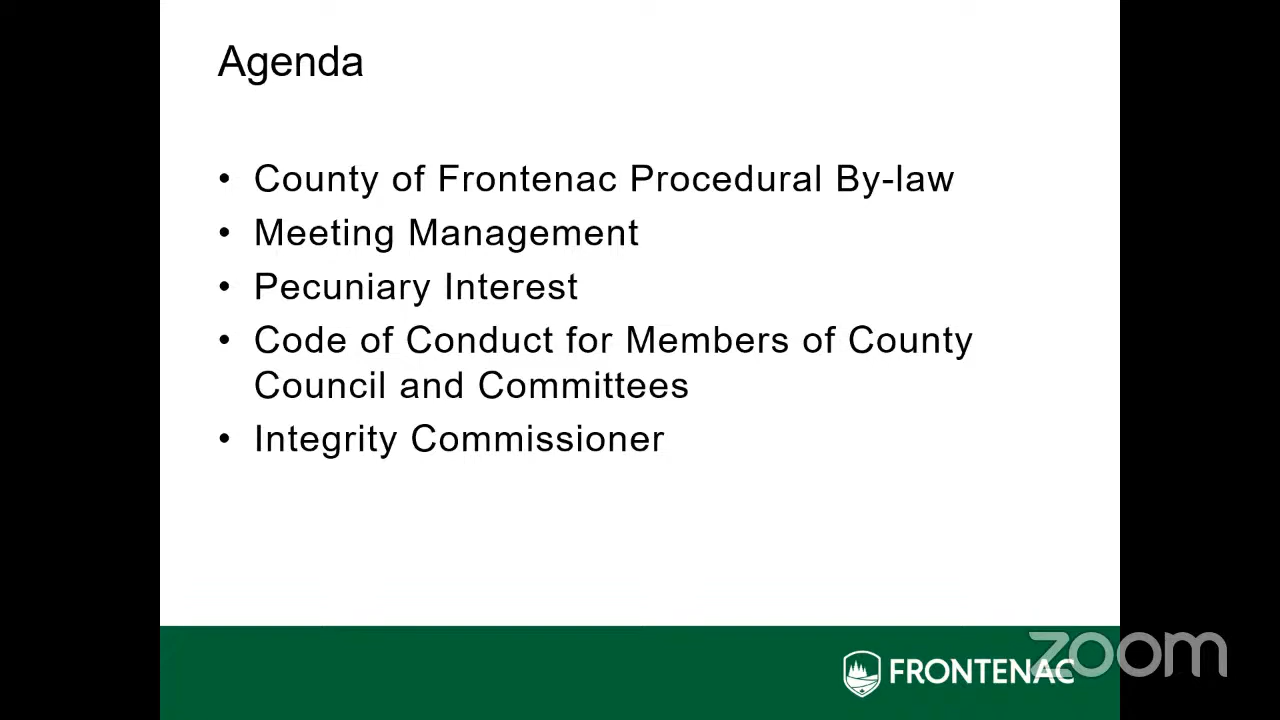 Agenda
• County of Frontenac Procedural By-law
• Meeting Management
• Pecuniary Interest
• Code of Conduct for Members of County
Council and Committees
• Integrity Commissioner
zoom
FRONTENAC